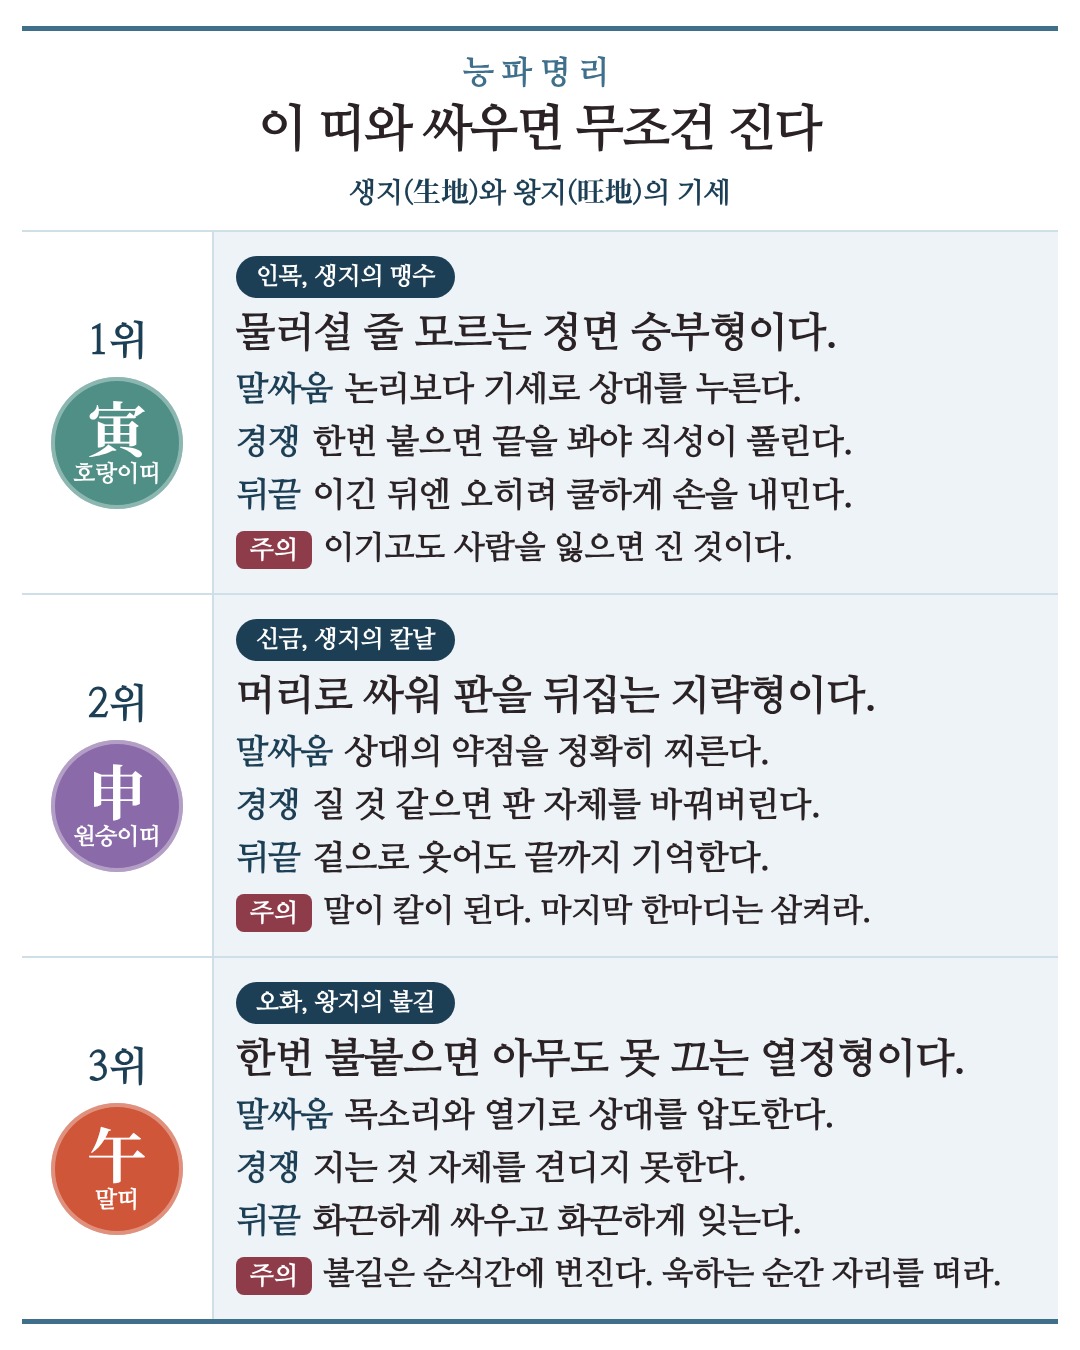 능파명리
이 띠와 싸우면 무조건 진다
생지(生地)와 왕지(旺地)의 기세
1위
寅
호랑이띠
인목, 생지의 맹수
물러설 줄 모르는 정면 승부형이다.
말싸움 논리보다 기세로 상대를 누른다.
경쟁 한번 붙으면 끝을 봐야 직성이 풀린다.
뒤끝 이긴 뒤엔 오히려 쿨하게 손을 내민다.
주의 이기고도 사람을 잃으면 진 것이다.
2위
申
원숭이띠
신금, 생지의 칼날
머리로 싸워 판을 뒤집는 지략형이다.
말싸움 상대의 약점을 정확히 찌른다.
경쟁 질 것 같으면 판 자체를 바꿔버린다.
뒤끝 겉으로 웃어도 끝까지 기억한다.
주의 말이 칼이 된다. 마지막 한마디는 삼켜라.
3위
午
말띠
오화, 왕지의 불길
한번 불붙으면 아무도 못 끄는 열정형이다.
말싸움 목소리와 열기로 상대를 압도한다.
경쟁 지는 것 자체를 견디지 못한다.
뒤끝 화끈하게 싸우고 화끈하게 잊는다.
주의 불길은 순식간에 번진다. 욱하는 순간 자리를 떠라.